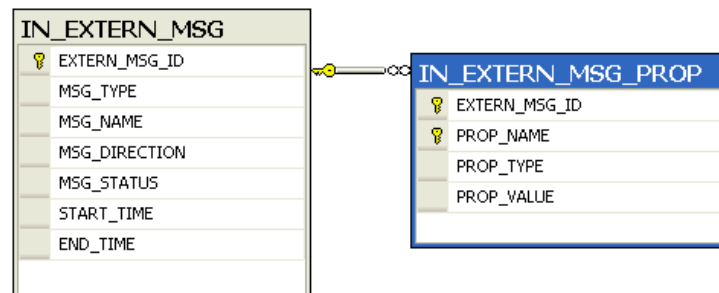 IN_EXTERN_MSG
EXTERN_MSG_ID
MSG_TYPE
MSG_NAME
MSG_DIRECTION
MSG_STATUS
START_TIME
END_TIME
IN_EXTERN_MSG_PROP
EXTERN_MSG_ID
PROP_NAME
PROP_TYPE
PROP_VALUE